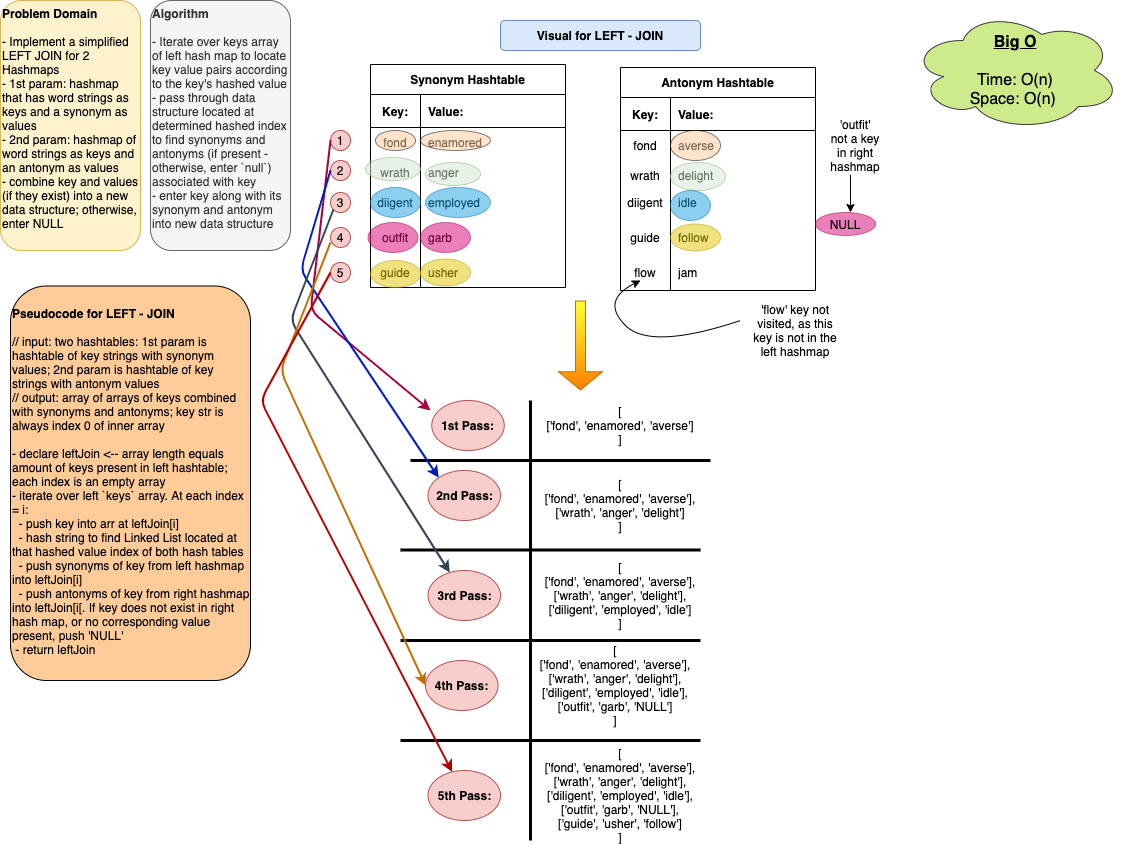 Problem Domain
- Implement a simplified
LEFT JOIN for 2
Hashmaps
- 1st param: hashmap
that has word strings as
keys and a synonym as
values
- 2nd param: hashmap of
word strings as keys and
an antonym as values
- combine key and values
(if they exist) into a new
data structure; otherwise,
enter NULL
Algorithm
- Iterate over keys array
of left hash map to locate
key value pairs according
to the key's hashed value
- pass through data
structure located at
determined hashed index
to find synonyms and
antonyms (if present -
otherwise, enter `null`)
associated with key
- enter key along with its
synonym and antonym
into new data structure
Visual for LEFT - JOIN
Big O
Time: O(n)
Space: O(n)
Synonym Hashtable
Key: Value:
1 fond enamored
2 wrath anger
3 diigent employed
4 outfit garb
5 guide usher
Antonym Hashtable
Key: Value:
fond averse
wrath delight
diigent idle
guide follow
flow jam
'outfit'
not a key
in right
hashmap
NULL
'flow' key not
visited, as this
key is not in the
left hashmap
Pseudocode for LEFT - JOIN
// input: two hashtables: 1st param is
hashtable of key strings with synonym
values; 2nd param is hashtable of key
strings with antonym values
// output: array of arrays of keys combined
with synonyms and antonyms; key str is
always index 0 of inner array
- declare leftJoin <-- array length equals
amount of keys present in left hashtable;
each index is an empty array
- iterate over left `keys` array. At each index
= i:
- push key into arr at leftJoin[i]
- hash string to find Linked List located at
that hashed value index of both hash tables
- push synonyms of key from left hashmap
into leftJoin[i]
- push antonyms of key from right hashmap
into leftJoin[i[. If key does not exist in right
hash map, or no corresponding value
present, push 'NULL'
- return leftJoin
1st Pass:
[
['fond', 'enamored', 'averse']
]
2nd Pass:
[
['fond', 'enamored', 'averse'],
['wrath', 'anger', 'delight']
]
3rd Pass:
[
['fond', 'enamored', 'averse'],
['wrath', 'anger', 'delight'],
['diligent', 'employed', 'idle']
]
4th Pass:
[
['fond', 'enamored', 'averse'],
['wrath', 'anger', 'delight'],
['diligent', 'employed', 'idle'],
['outfit', 'garb', 'NULL']
]
5th Pass:
[
['fond', 'enamored', 'averse'],
['wrath', 'anger', 'delight'],
['diligent', 'employed', 'idle'],
['outfit', 'garb', 'NULL'],
['guide', 'usher', 'follow']
]